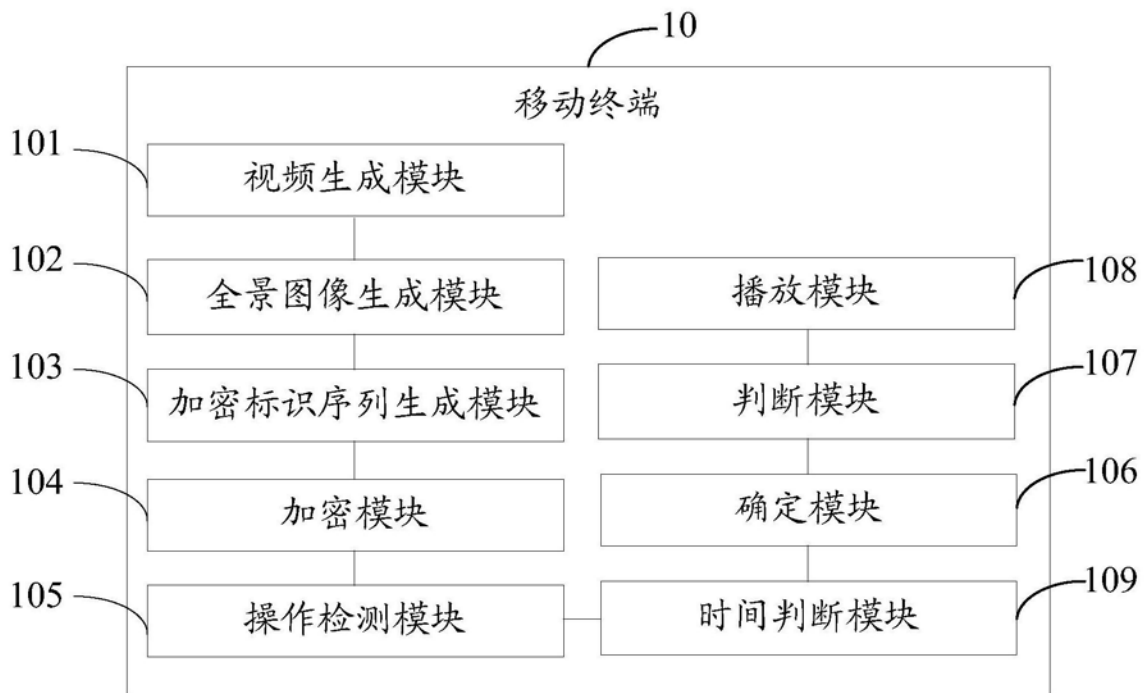 10
移动终端
101
视频生成模块
102
全景图像生成模块
播放模块
108
103
加密标识序列生成模块
判断模块
107
104
加密模块
确定模块
106
105
操作检测模块
时间判断模块
109